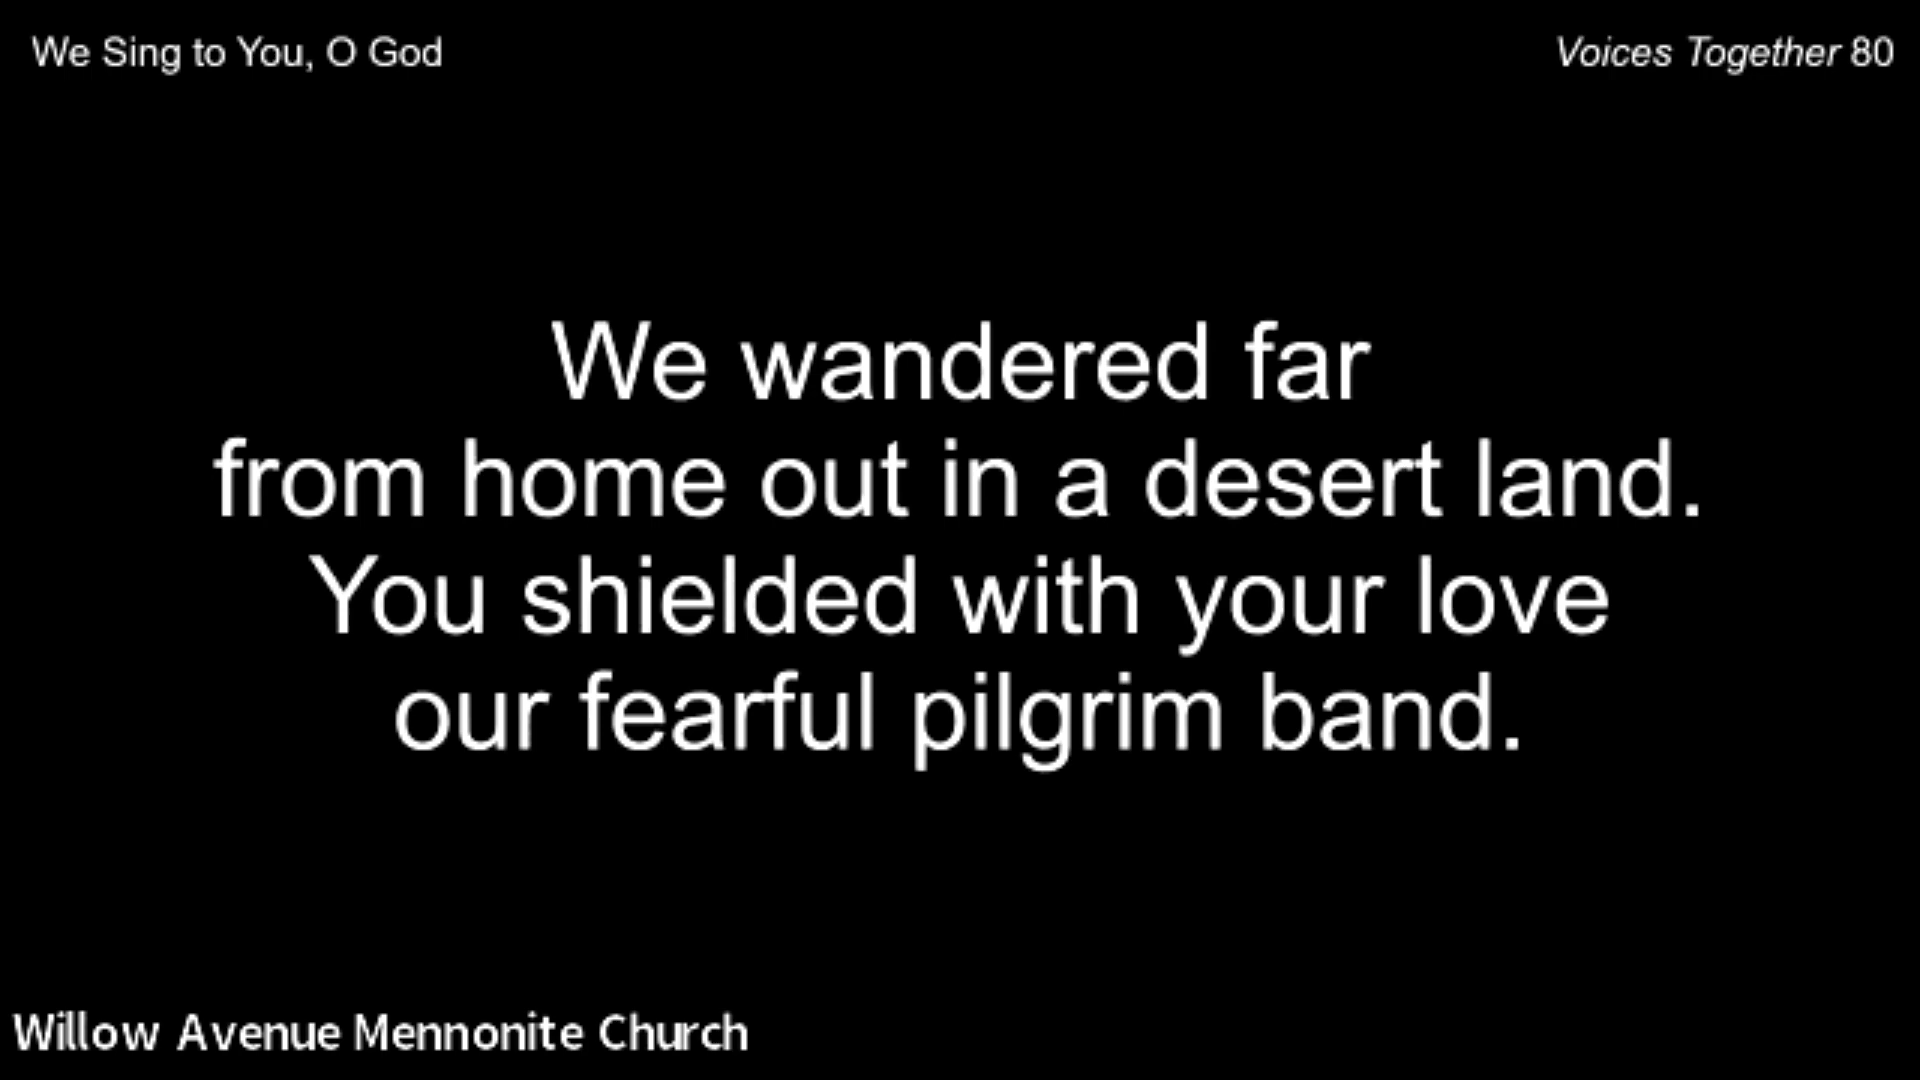 We Sing to You, O God
Voices Together 80
We wandered far
from home out in a desert land.
You shielded with your love
our fearful pilgrim band.
Willow Avenue Mennonite Church